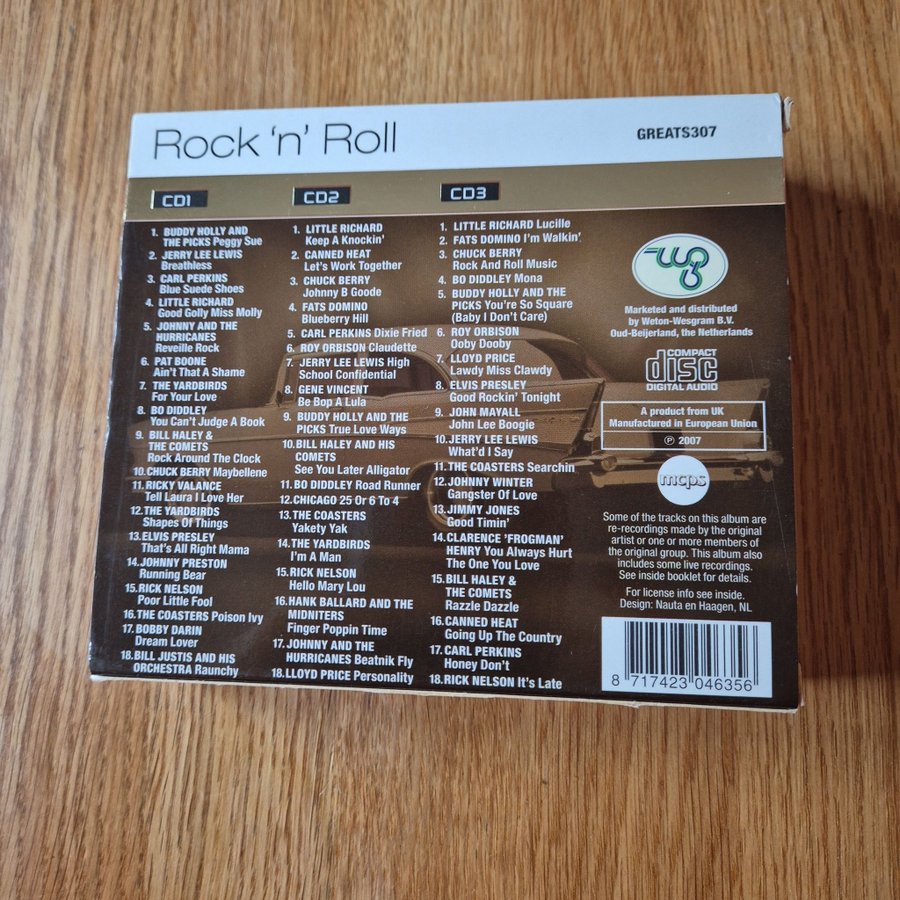 Rock 'n' Roll
GREATS307
CD1
1. BUDDY HOLLY AND
THE PICKS Peggy Sue
2. JERRY LEE LEWIS
Breathless
3. CARL PERKINS
Blue Suede Shoes
4. LITTLE RICHARD
Good Golly Miss Molly
5. JOHNNY AND THE
HURRICANES
Reveille Rock
6. PAT BOONE
Ain't That A Shame
7. THE YARDBIRDS
For Your Love
8. BO DIDDLEY
You Can't Judge A Book
9. BILL HALEY &
THE COMETS
Rock Around The Clock
10. CHUCK BERRY Maybellene
11. RICKY VALANCE
Tell Laura I Love Her
12. THE YARDBIRDS
Shapes Of Things
13. ELVIS PRESLEY
That's All Right Mama
14. JOHNNY PRESTON
Running Bear
15. RICK NELSON
Poor Little Fool
16. THE COASTERS Poison Ivy
17. BOBBY DARIN
Dream Lover
18. BILL JUSTIS AND HIS
ORCHESTRA Raunchy
CD2
1. LITTLE RICHARD
Keep A Knockin'
2. CANNED HEAT
Let's Work Together
3. CHUCK BERRY
Johnny B Goode
4. FATS DOMINO
Blueberry Hill
5. CARL PERKINS Dixie Fried
6. ROY ORBISON Claudette
7. JERRY LEE LEWIS High
School Confidential
8. GENE VINCENT
Be Bop A Lula
9. BUDDY HOLLY AND THE
PICKS True Love Ways
10. BILL HALEY AND HIS
COMETS
See You Later Alligator
11. BO DIDDLEY Road Runner
12. CHICAGO 25 Or 6 To 4
13. THE COASTERS
Yakety Yak
14. THE YARDBIRDS
I'm A Man
15. RICK NELSON
Hello Mary Lou
16. HANK BALLARD AND THE
MIDNITERS
Finger Poppin Time
17. JOHNNY AND THE
HURRICANES Beatnik Fly
18. LLOYD PRICE Personality
CD3
1. LITTLE RICHARD Lucille
2. FATS DOMINO I'm Walkin'
3. CHUCK BERRY
Rock And Roll Music
4. BO DIDDLEY Mona
5. BUDDY HOLLY AND THE
PICKS You're So Square
(Baby I Don't Care)
6. ROY ORBISON
Ooby Dooby
7. LLOYD PRICE
Lawdy Miss Clawdy
8. ELVIS PRESLEY
Good Rockin' Tonight
9. JOHN MAYALL
John Lee Boogie
10. JERRY LEE LEWIS
What'd I Say
11. THE COASTERS Searchin
12. JOHNNY WINTER
Gangster Of Love
13. JIMMY JONES
Good Timin'
14. CLARENCE 'FROGMAN'
HENRY You Always Hurt
The One You Love
15. BILL HALEY &
THE COMETS
Razzle Dazzle
16. CANNED HEAT
Going Up The Country
17. CARL PERKINS
Honey Don't
18. RICK NELSON It's Late
Marketed and distributed
by Weton-Wesgram B.V.
Oud-Beijerland, the Netherlands
COMPACT
disc
DIGITAL AUDIO
A product from UK
Manufactured in European Union
℗ 2007
mcps
Some of the tracks on this album are
re-recordings made by the original
artist or one or more members of
the original group. This album also
includes some live recordings.
See inside booklet for details.
For license info see inside.
Design: Nauta en Haagen, NL
8 717423 046356